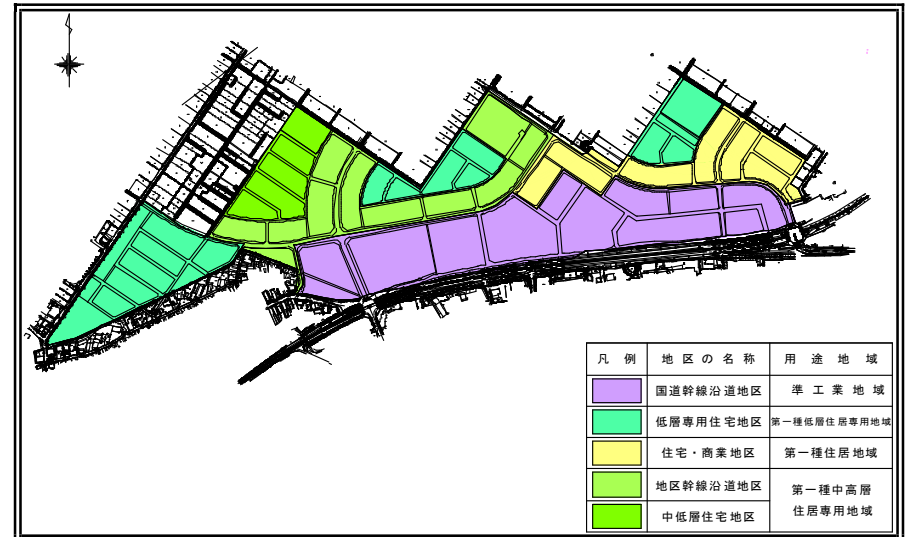 凡例 地区の名称 用途地域
国道幹線沿道地区 準工業地域
低層専用住宅地区 第一種低層住居専用地域
住宅・商業地区 第一種住居地域
地区幹線沿道地区 第一種中高層
中低層住宅地区 住居専用地域